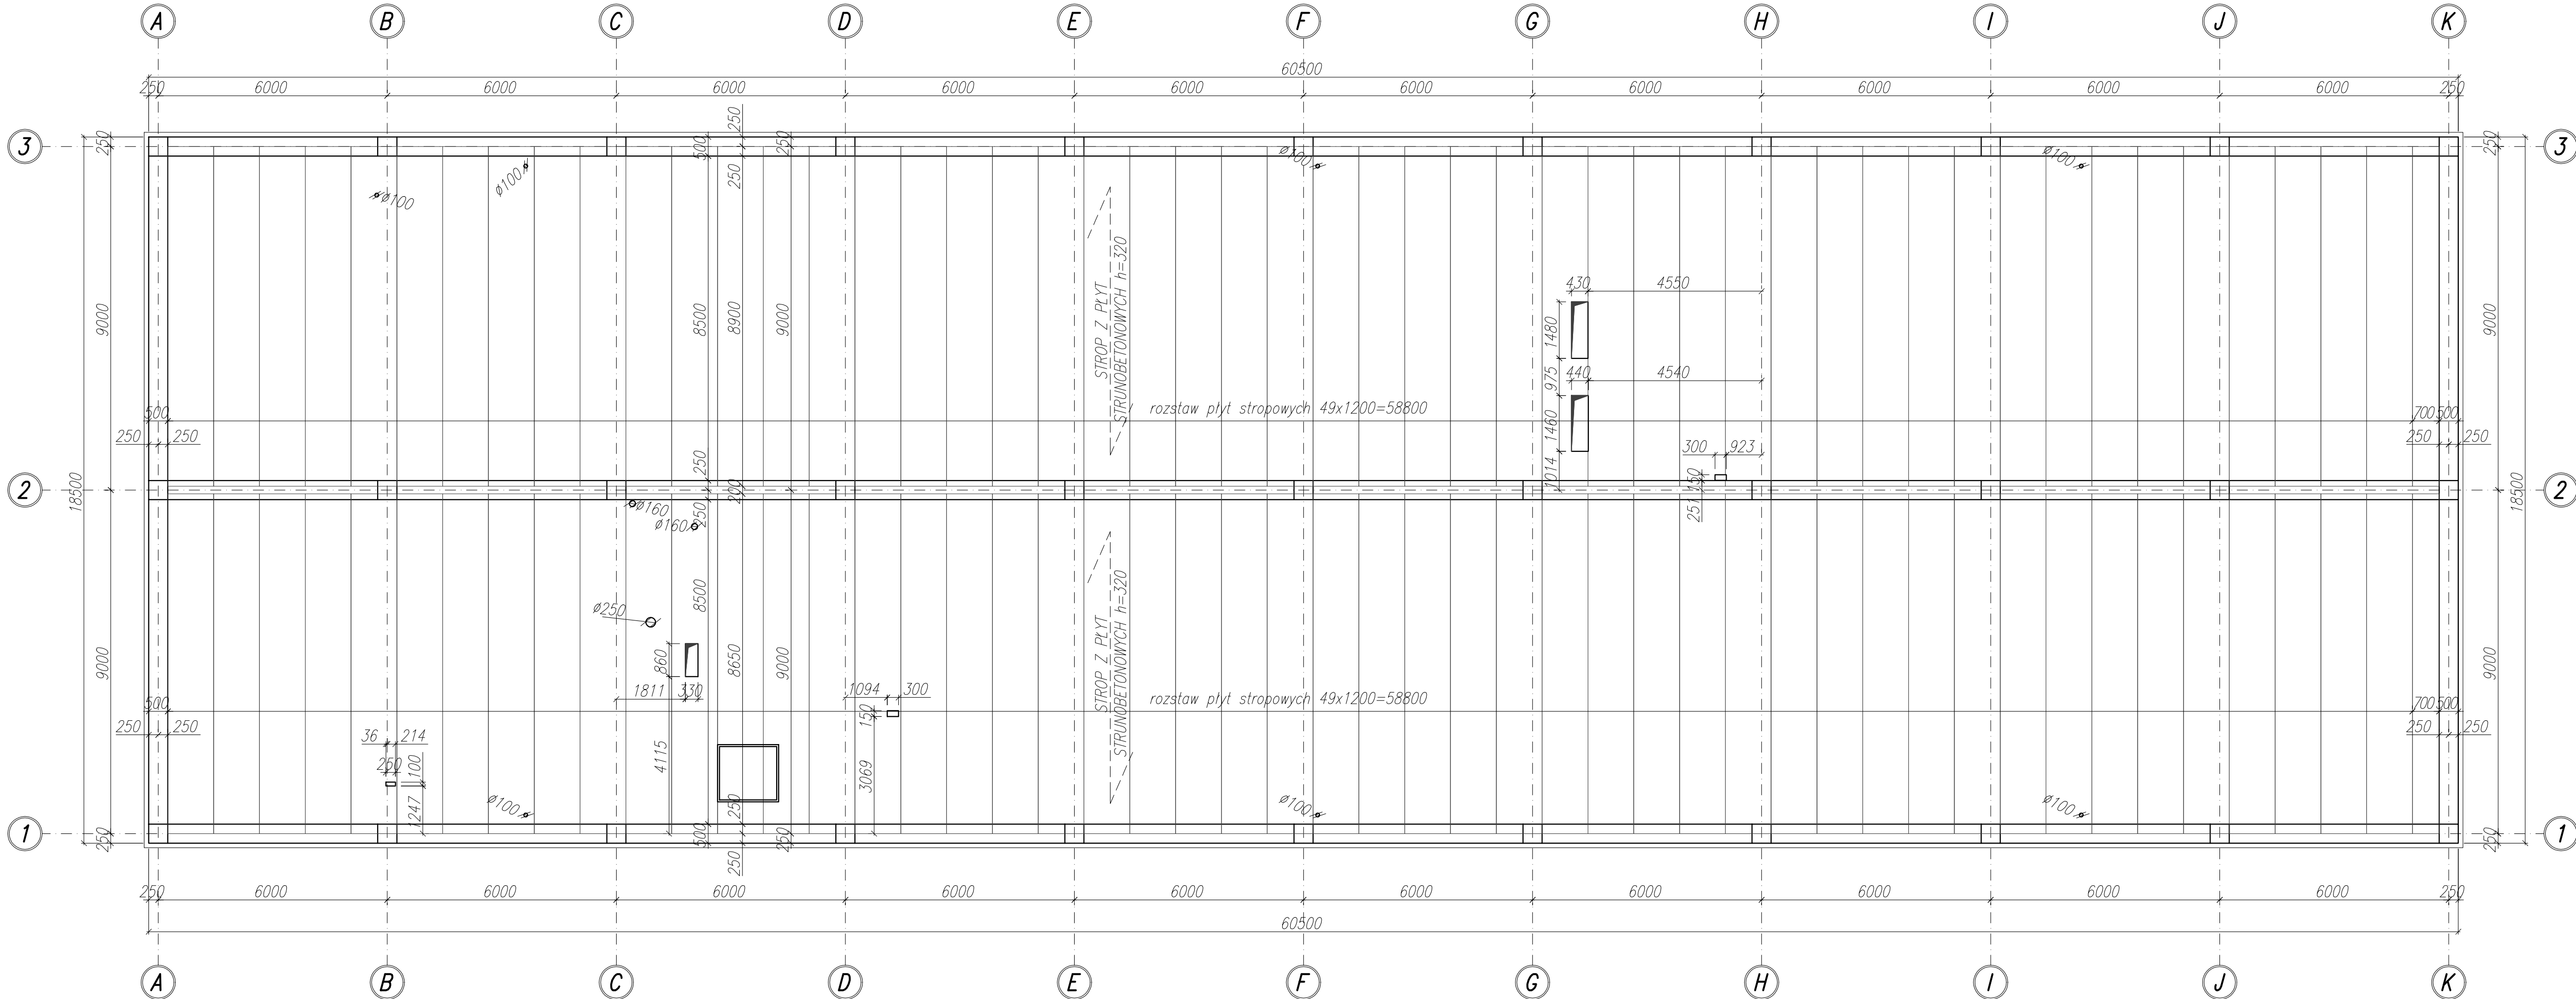 A B C D E F G H I J K
60500
250 6000 6000 6000 6000 6000 6000 6000 6000 6000 6000 250
3 3
250 500 250 250 250 250
ø100 ø100 ø100 ø100
9000 8500 8900 9000 9000
STROP Z PŁYT
STRUNOBETONOWYCH h=320
430 4550
1480
975
440 4540
1460
1014
rozstaw płyt stropowych 49x1200=58800
500 700 500
250 250 250 250
300 923
150
251
250 200 250
2 2
18500 18500
ø160
ø160
ø250
8500 8650 9000
9000 9000
860
1811 330
4115
STROP Z PŁYT
STRUNOBETONOWYCH h=320
1094 300
150
3069
rozstaw płyt stropowych 49x1200=58800
500 700 500
250 250 250 250
36 214
250
100
1247
ø100 ø100 ø100
250 500 250 250
1 1
250 250
250 6000 6000 6000 6000 6000 6000 6000 6000 6000 6000 250
60500
A B C D E F G H I J K